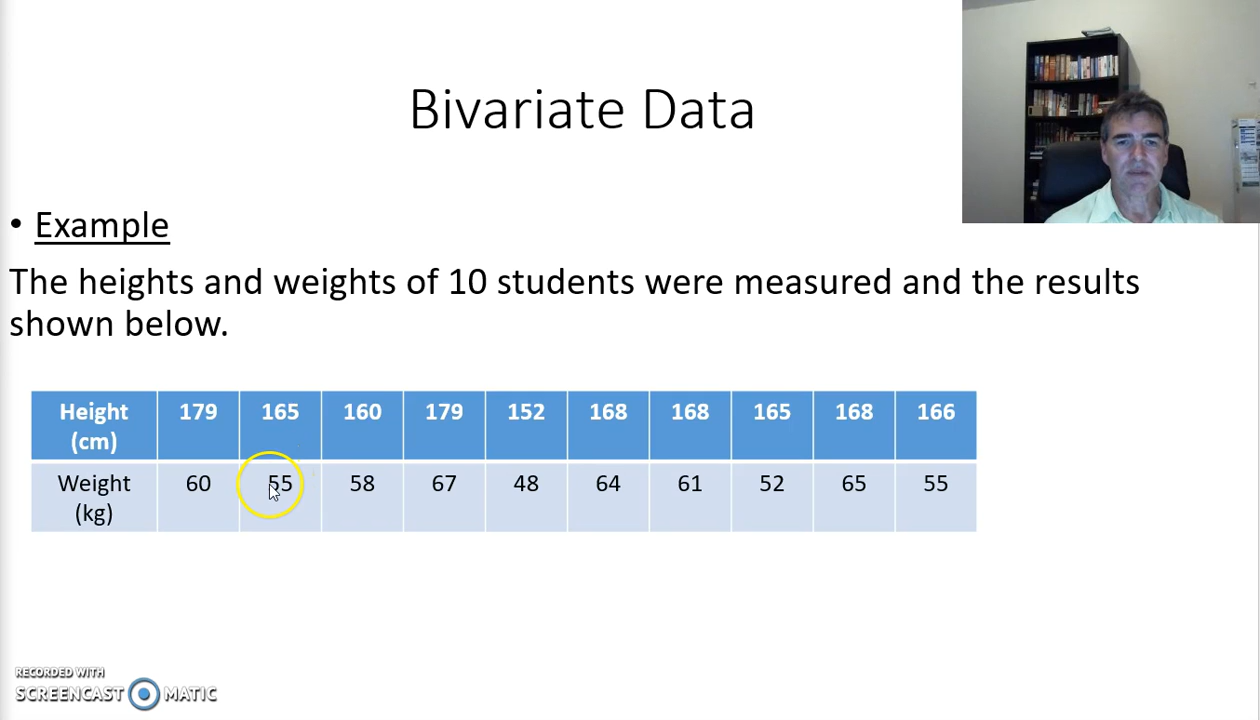 Bivariate Data
• Example
The heights and weights of 10 students were measured and the results
shown below.
Height (cm) 179 165 160 179 152 168 168 165 168 166
Weight (kg) 60 55 58 67 48 64 61 52 65 55
RECORDED WITH
SCREENCAST MATIC